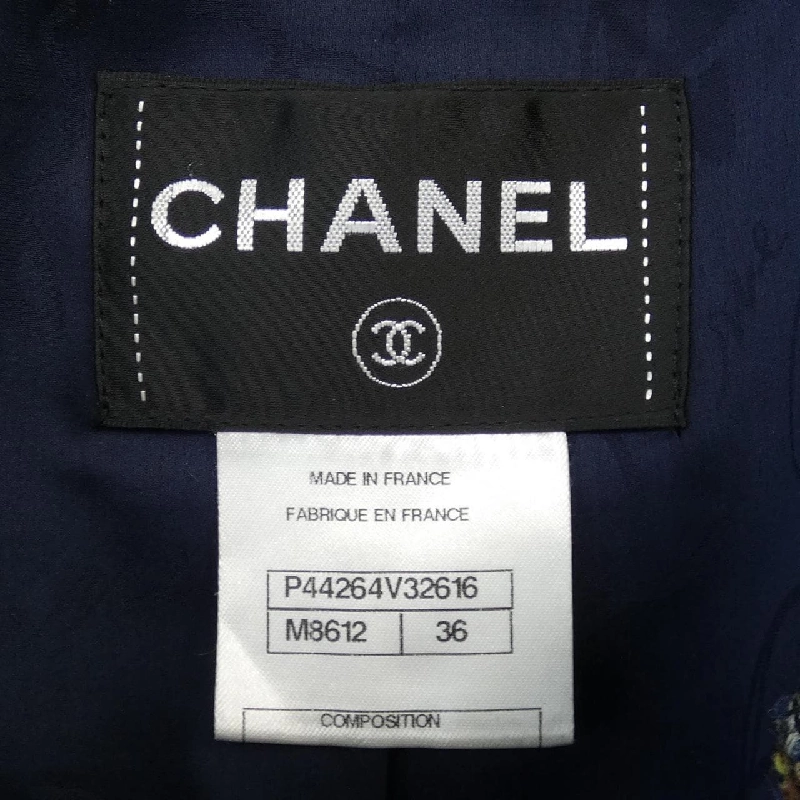 CHANEL
MADE IN FRANCE
FABRIQUE EN FRANCE
P44264V32616
M8612 36
COMPOSITION